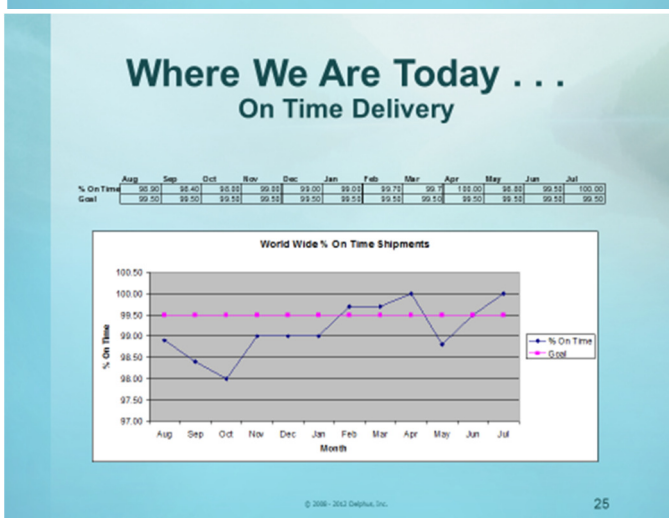 Where We Are Today . . .
On Time Delivery
Aug Sep Oct Nov Dec Jan Feb Mar Apr May Jun Jul
% On Time 98.90 98.40 98.00 99.00 99.00 99.00 99.70 99.7 100.00 98.80 99.50 100.00
Goal 99.50 99.50 99.50 99.50 99.50 99.50 99.50 99.50 99.50 99.50 99.50 99.50
World Wide % On Time Shipments
100.50
100.00
99.50
99.00
98.50
98.00
97.50
97.00
% On Time
Aug Sep Oct Nov Dec Jan Feb Mar Apr May Jun Jul
Month
% On Time
Goal
© 2008 - 2012 Delphus, Inc.
25